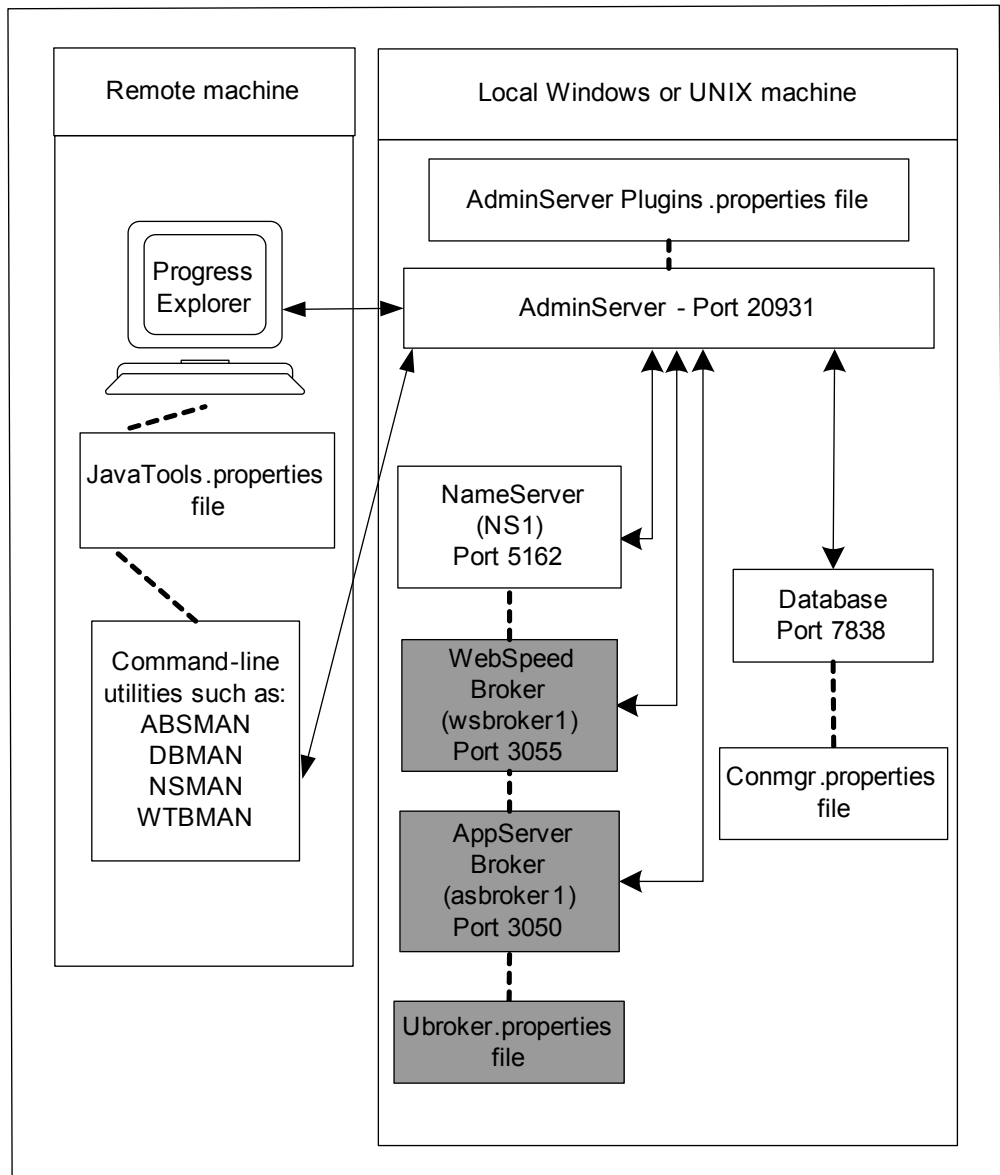 Remote machine
Progress
Explorer
JavaTools.properties
file
Command-line
utilities such as:
ABSMAN
DBMAN
NSMAN
WTBMAN
Local Windows or UNIX machine
AdminServer Plugins.properties file
AdminServer - Port 20931
NameServer
(NS1)
Port 5162
WebSpeed
Broker
(wsbroker1)
Port 3055
AppServer
Broker
(asbroker1)
Port 3050
Ubroker.properties
file
Database
Port 7838
Conmgr.properties
file